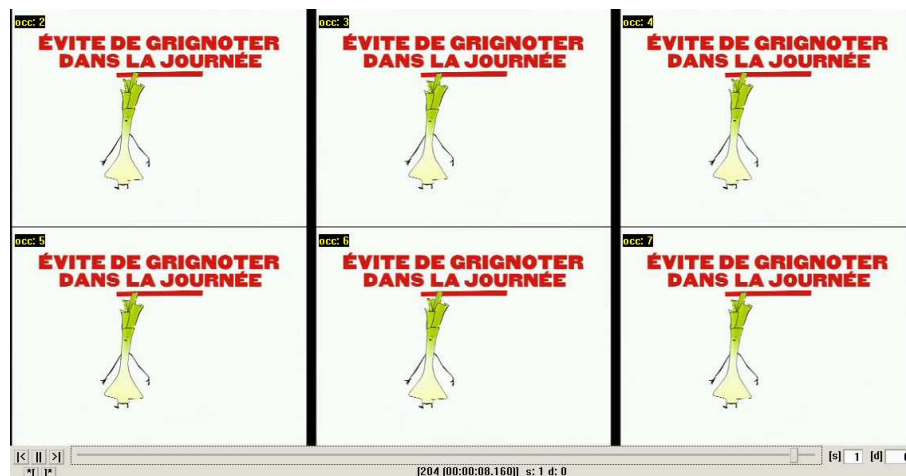 occ: 2
ÉVITE DE GRIGNOTER
DANS LA JOURNÉE
occ: 3
ÉVITE DE GRIGNOTER
DANS LA JOURNÉE
occ: 4
ÉVITE DE GRIGNOTER
DANS LA JOURNÉE
occ: 5
ÉVITE DE GRIGNOTER
DANS LA JOURNÉE
occ: 6
ÉVITE DE GRIGNOTER
DANS LA JOURNÉE
occ: 7
ÉVITE DE GRIGNOTER
DANS LA JOURNÉE
|< || >| [s] 1 [d]
*[ ]* [204 [00:00:08.160]] s: 1 d: 0